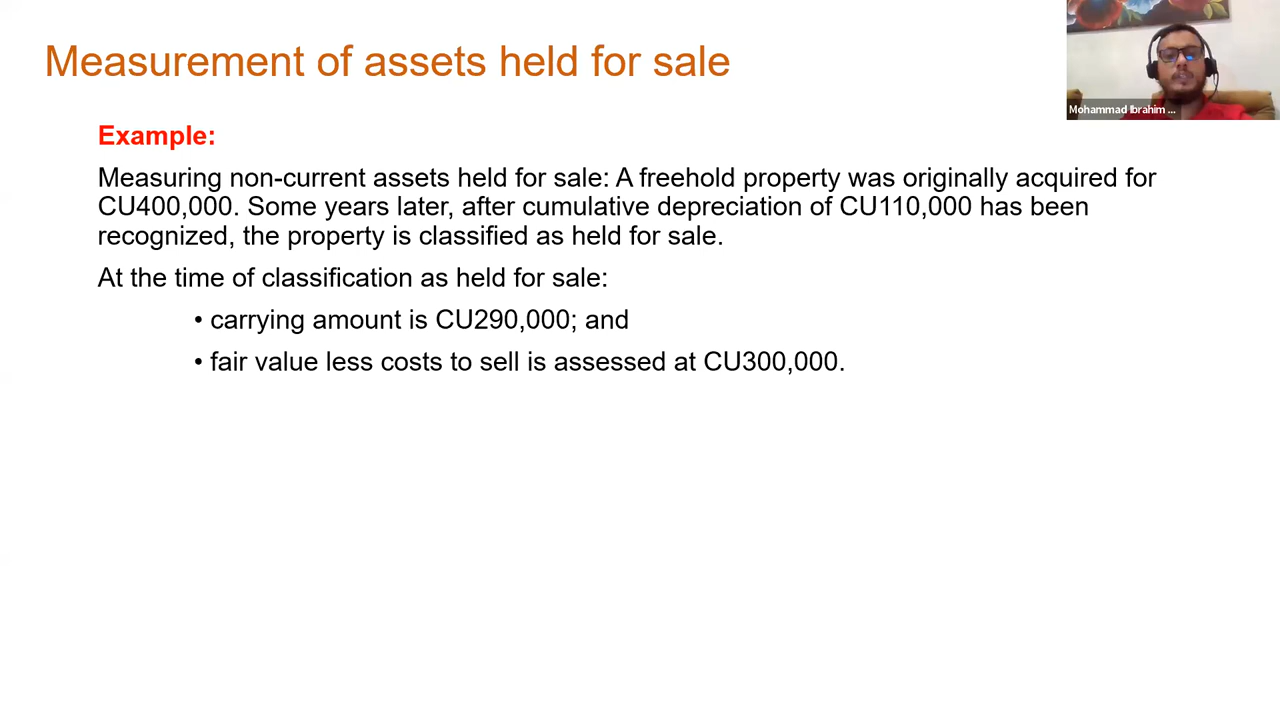 Measurement of assets held for sale
Mohammad Ibrahim ...
Example:
Measuring non-current assets held for sale: A freehold property was originally acquired for
CU400,000. Some years later, after cumulative depreciation of CU110,000 has been
recognized, the property is classified as held for sale.
At the time of classification as held for sale:
• carrying amount is CU290,000; and
• fair value less costs to sell is assessed at CU300,000.